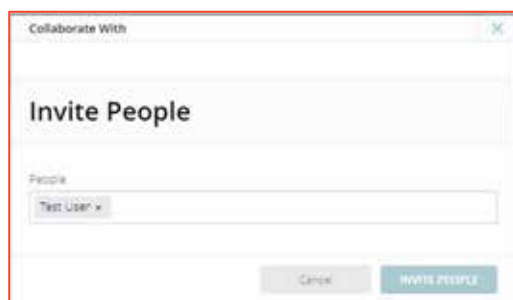 Collaborate With
Invite People
People
Test User ×
Cancel INVITE PEOPLE